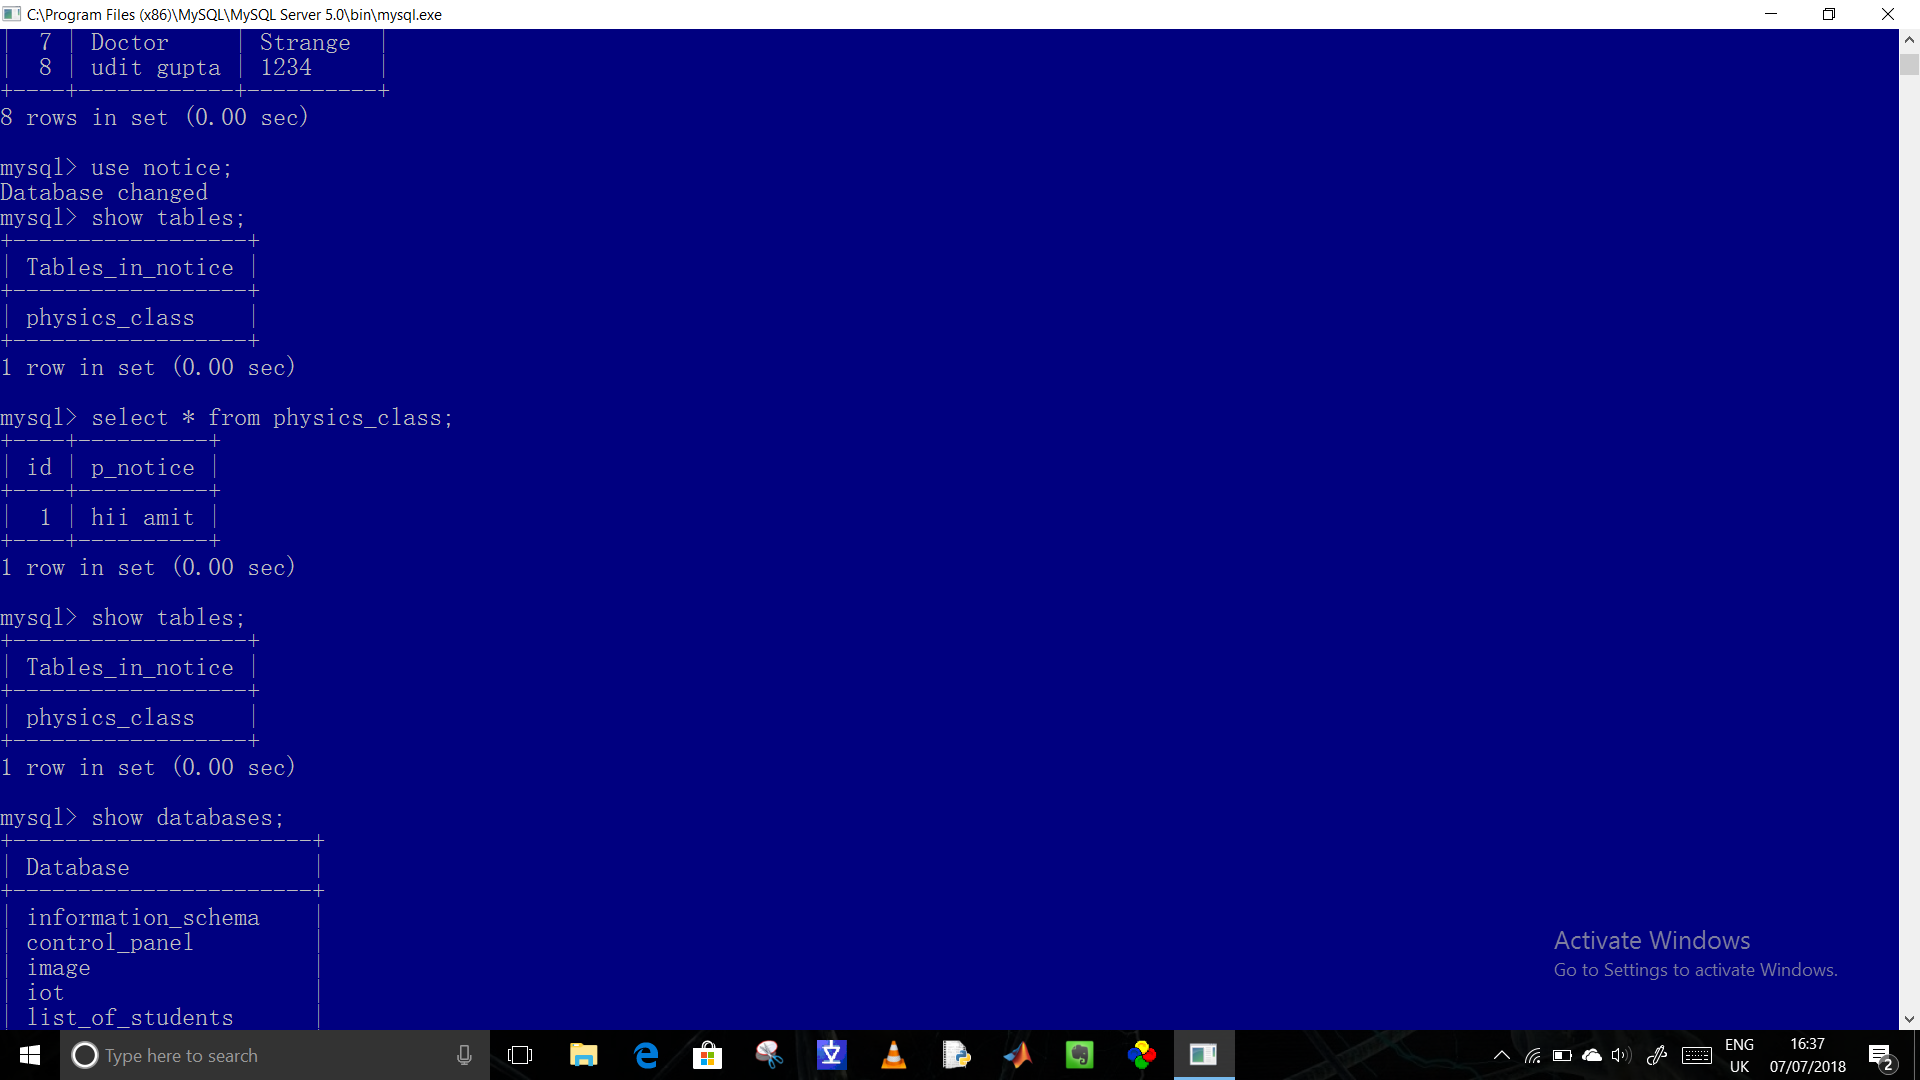 C:\Program Files (x86)\MySQL\MySQL Server 5.0\bin\mysql.exe
|  7 | Doctor     | Strange  |
|  8 | udit gupta | 1234     |
+----+------------+----------+
8 rows in set (0.00 sec)
mysql> use notice;
Database changed
mysql> show tables;
+------------------+
| Tables_in_notice |
+------------------+
| physics_class    |
+------------------+
1 row in set (0.00 sec)
mysql> select * from physics_class;
+----+----------+
| id | p_notice |
+----+----------+
|  1 | hii amit |
+----+----------+
1 row in set (0.00 sec)
mysql> show tables;
+------------------+
| Tables_in_notice |
+------------------+
| physics_class    |
+------------------+
1 row in set (0.00 sec)
mysql> show databases;
+-----------------------+
| Database              |
+-----------------------+
| information_schema    |
| control_panel         |
| image                 |
| iot                   |
| list_of_students      |
Activate Windows
Go to Settings to activate Windows.
Type here to search
ENG
UK
16:37
07/07/2018
2